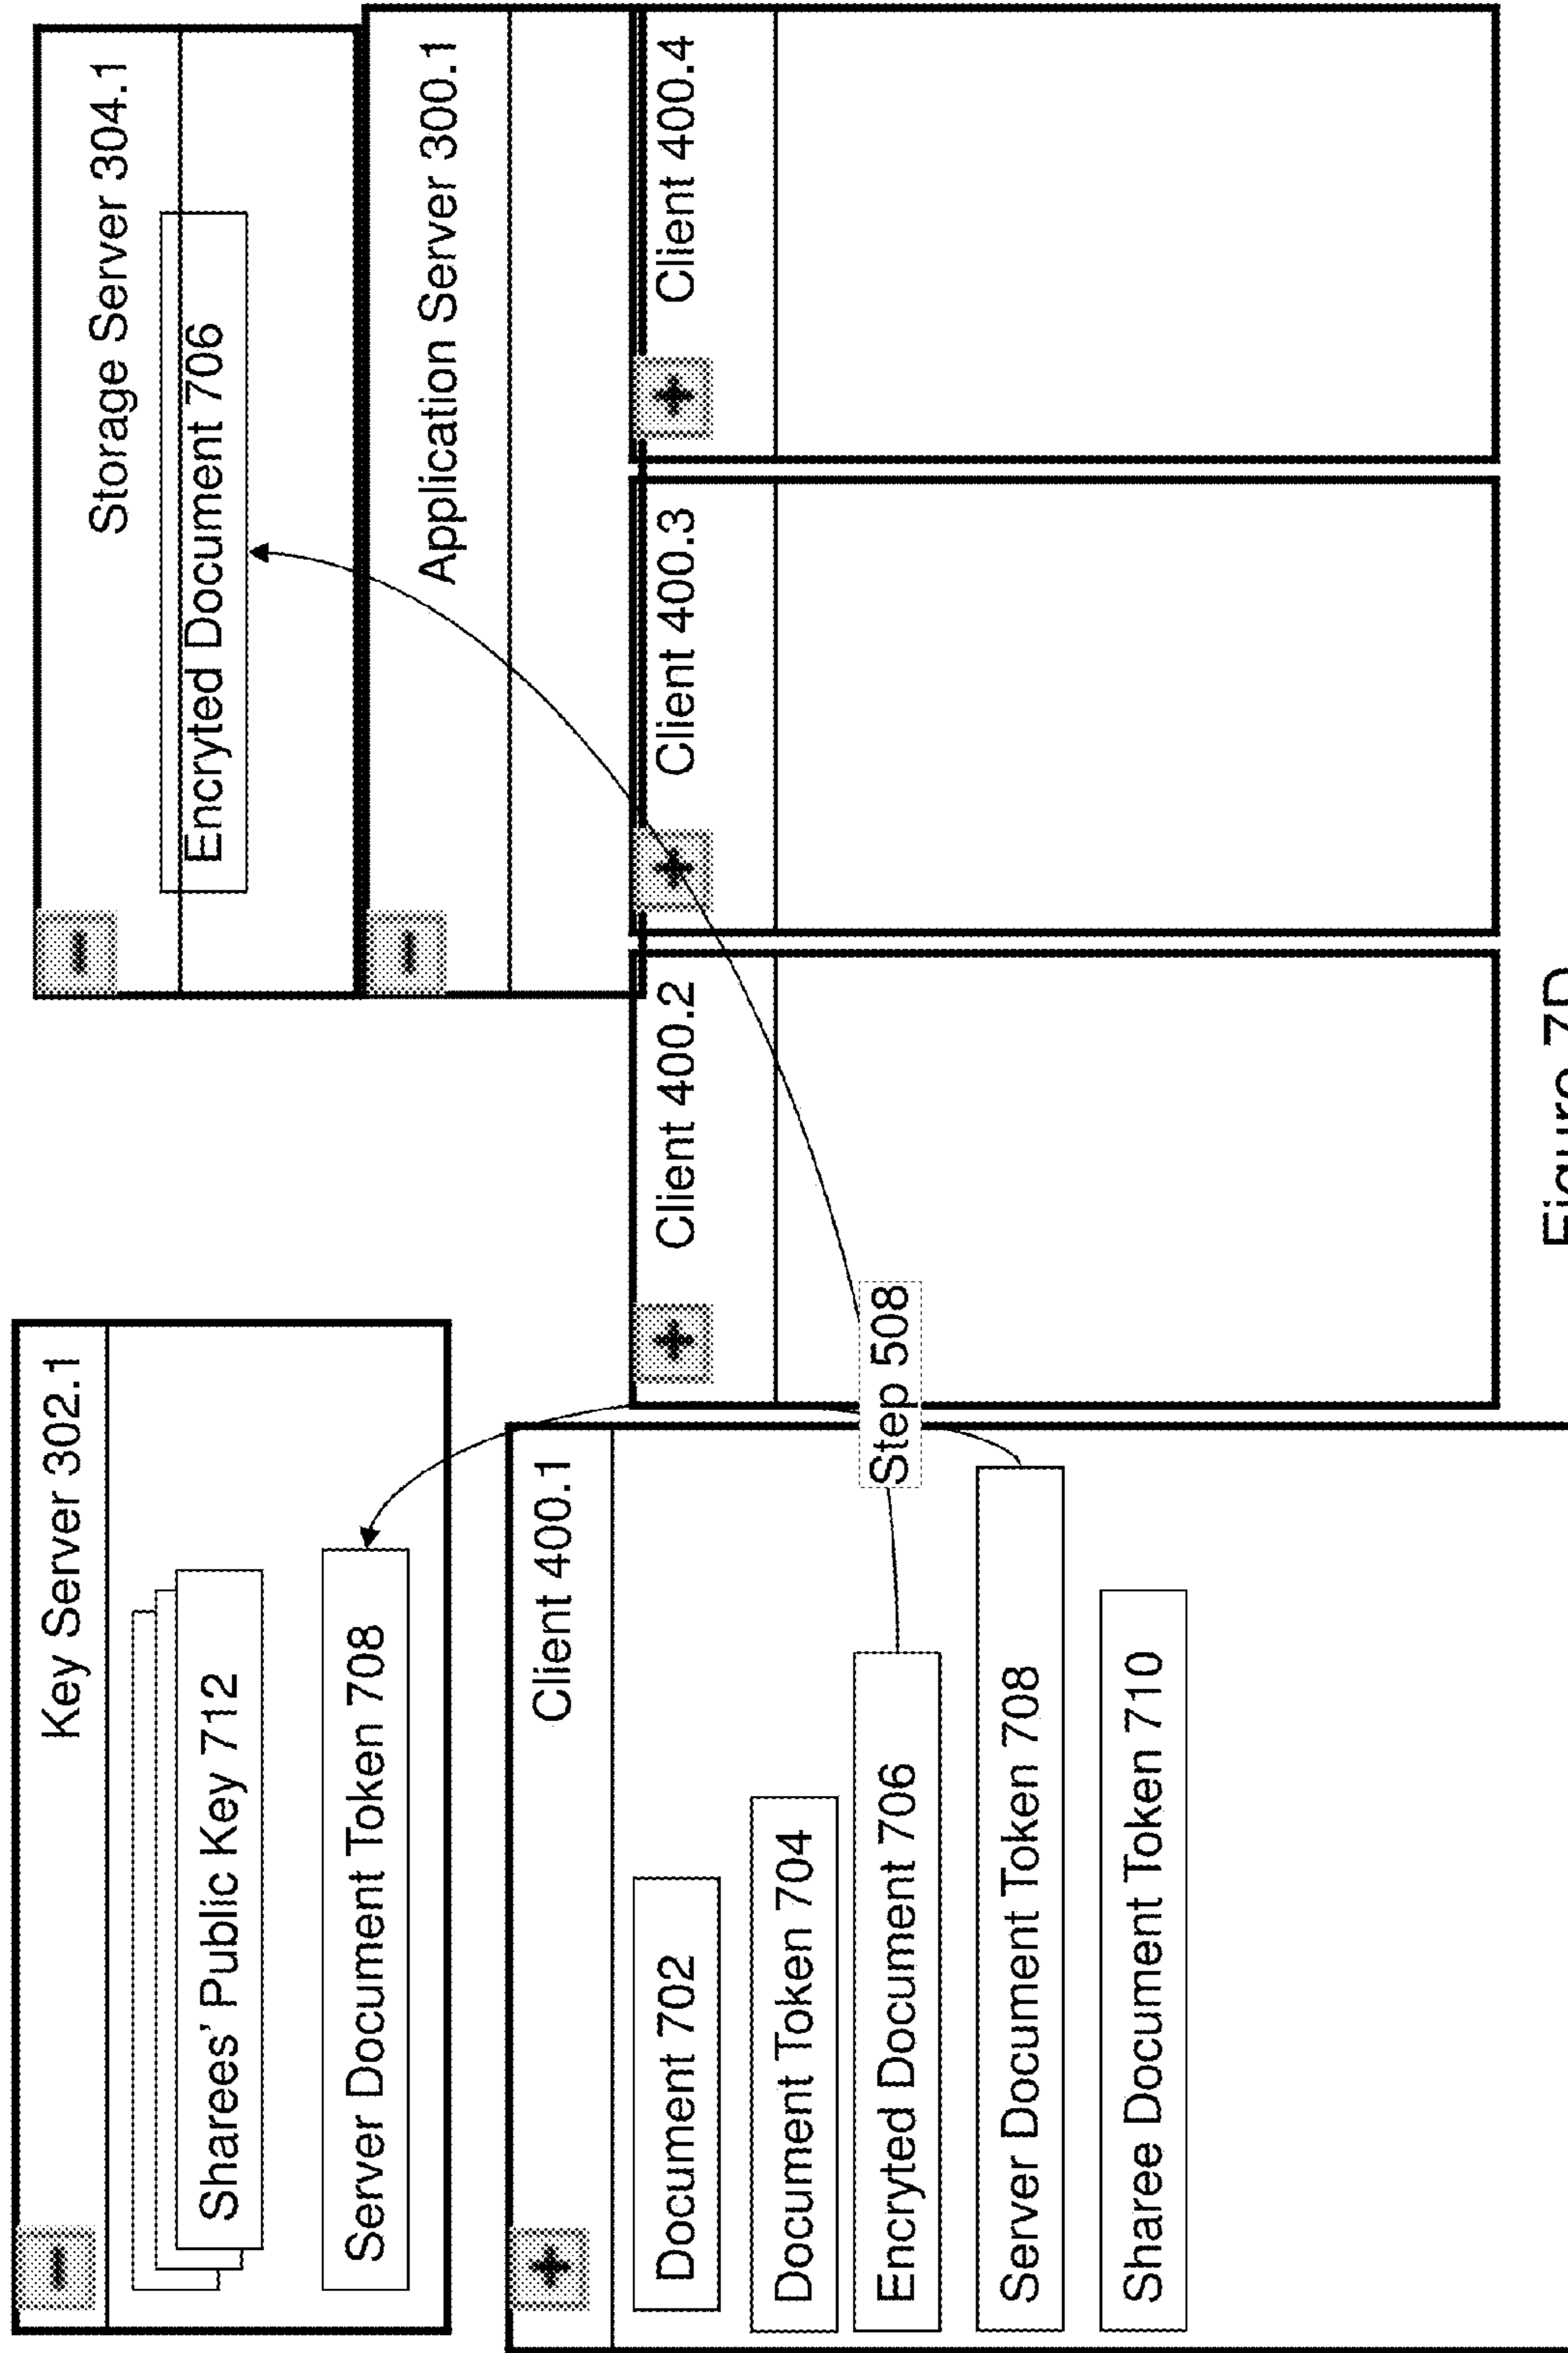 Key Server 302.1
Sharees' Public Key 712
Server Document Token 708
Storage Server 304.1
Encryted Document 706
Application Server 300.1
Client 400.1
Document 702
Document Token 704
Encryted Document 706
Server Document Token 708
Sharee Document Token 710
Step 508
Client 400.2
Client 400.3
Client 400.4
Figure 7D